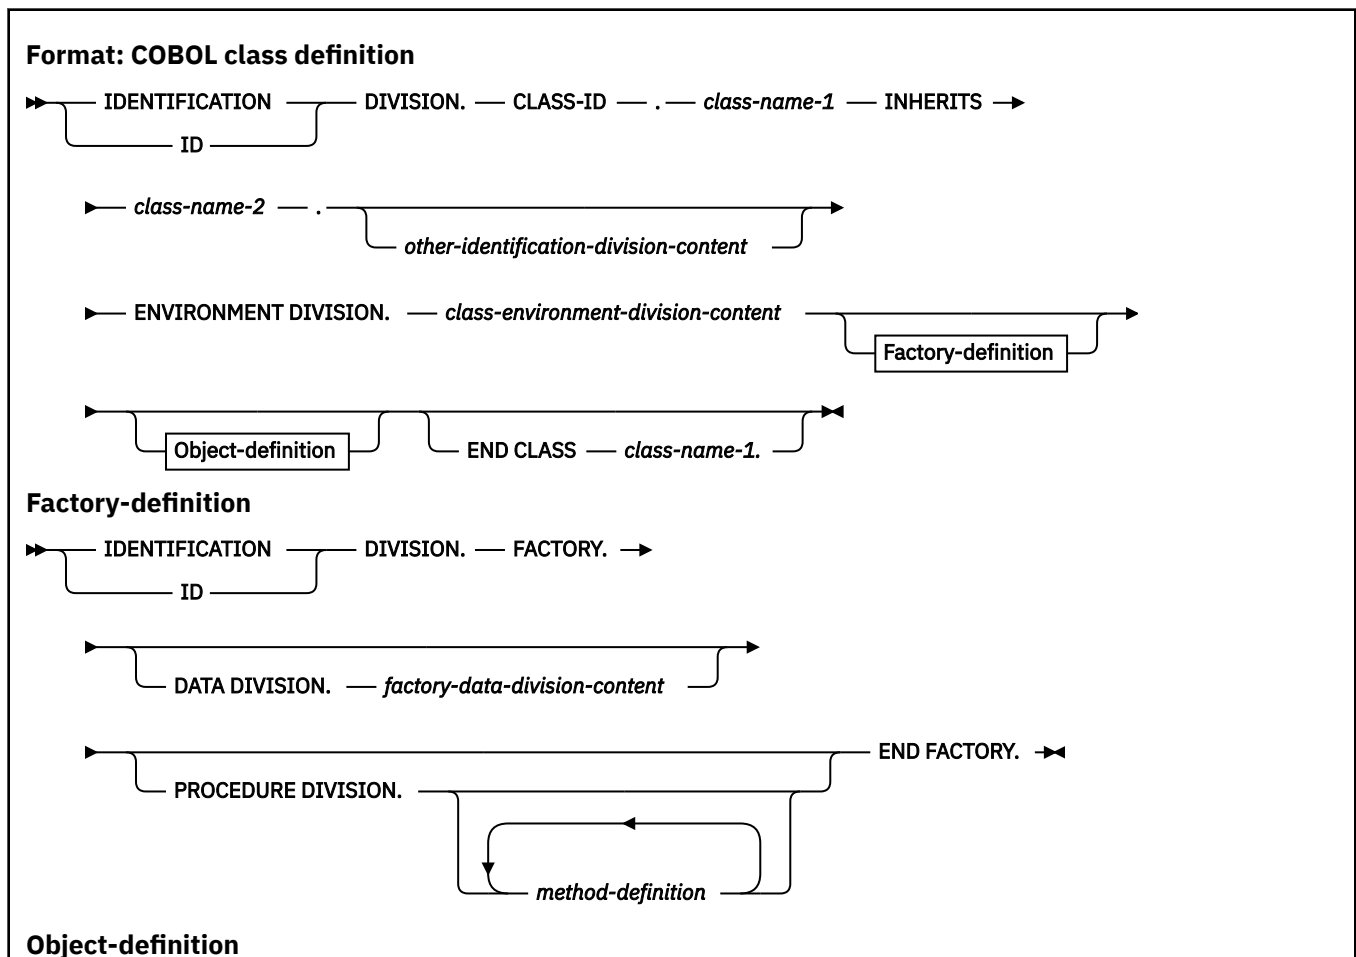 Format: COBOL class definition
IDENTIFICATION DIVISION. CLASS-ID . class-name-1 INHERITS
ID
class-name-2 .
other-identification-division-content
ENVIRONMENT DIVISION. class-environment-division-content
Factory-definition
Object-definition END CLASS class-name-1.
Factory-definition
IDENTIFICATION DIVISION. FACTORY.
ID
DATA DIVISION. factory-data-division-content
END FACTORY.
PROCEDURE DIVISION.
method-definition
Object-definition